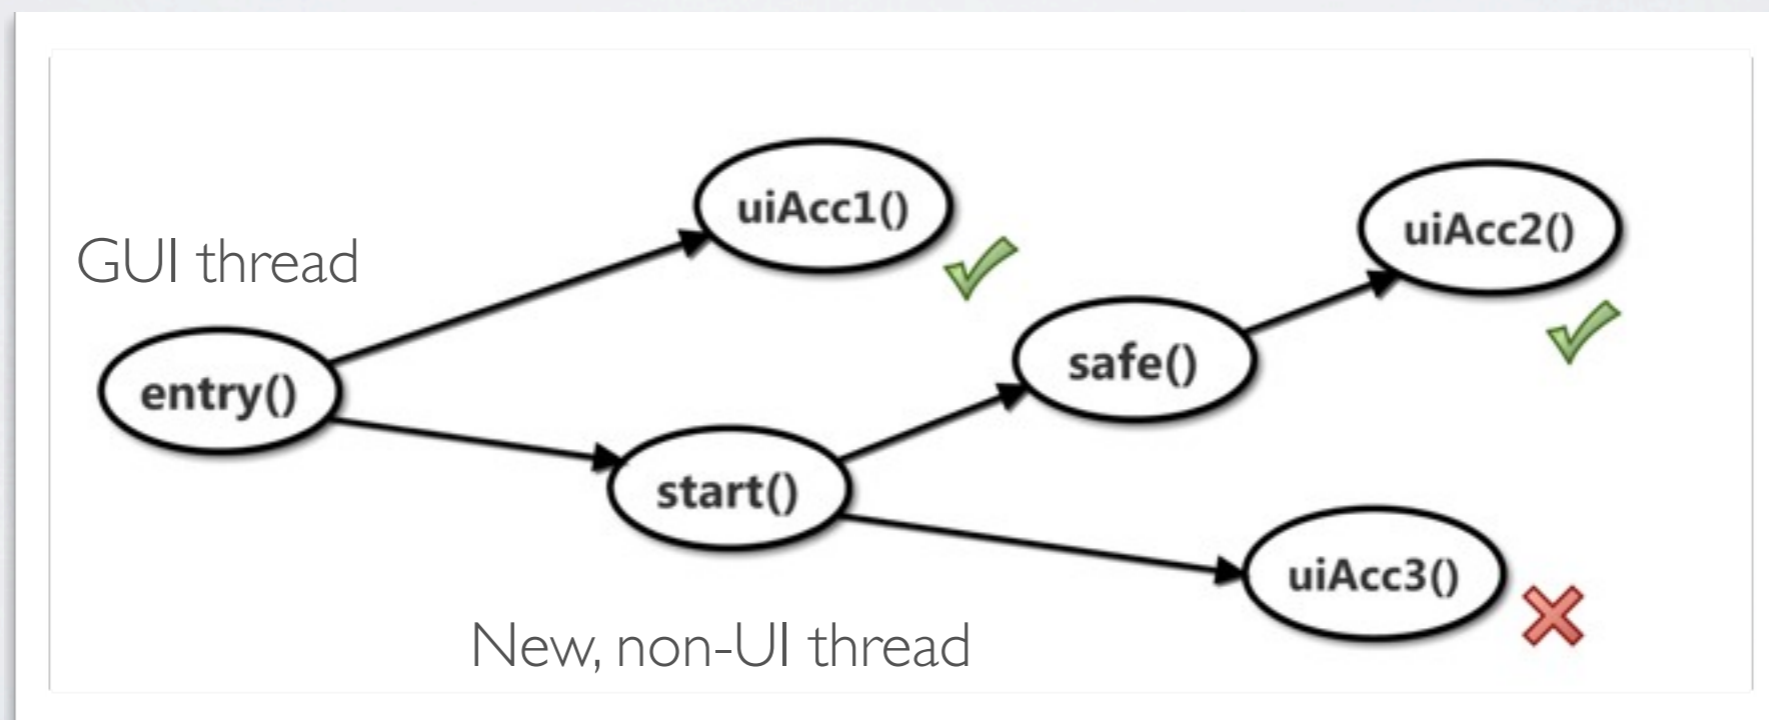 uiAcc1()
uiAcc2()
GUI thread
safe()
entry()
start()
uiAcc3()
New, non-UI thread